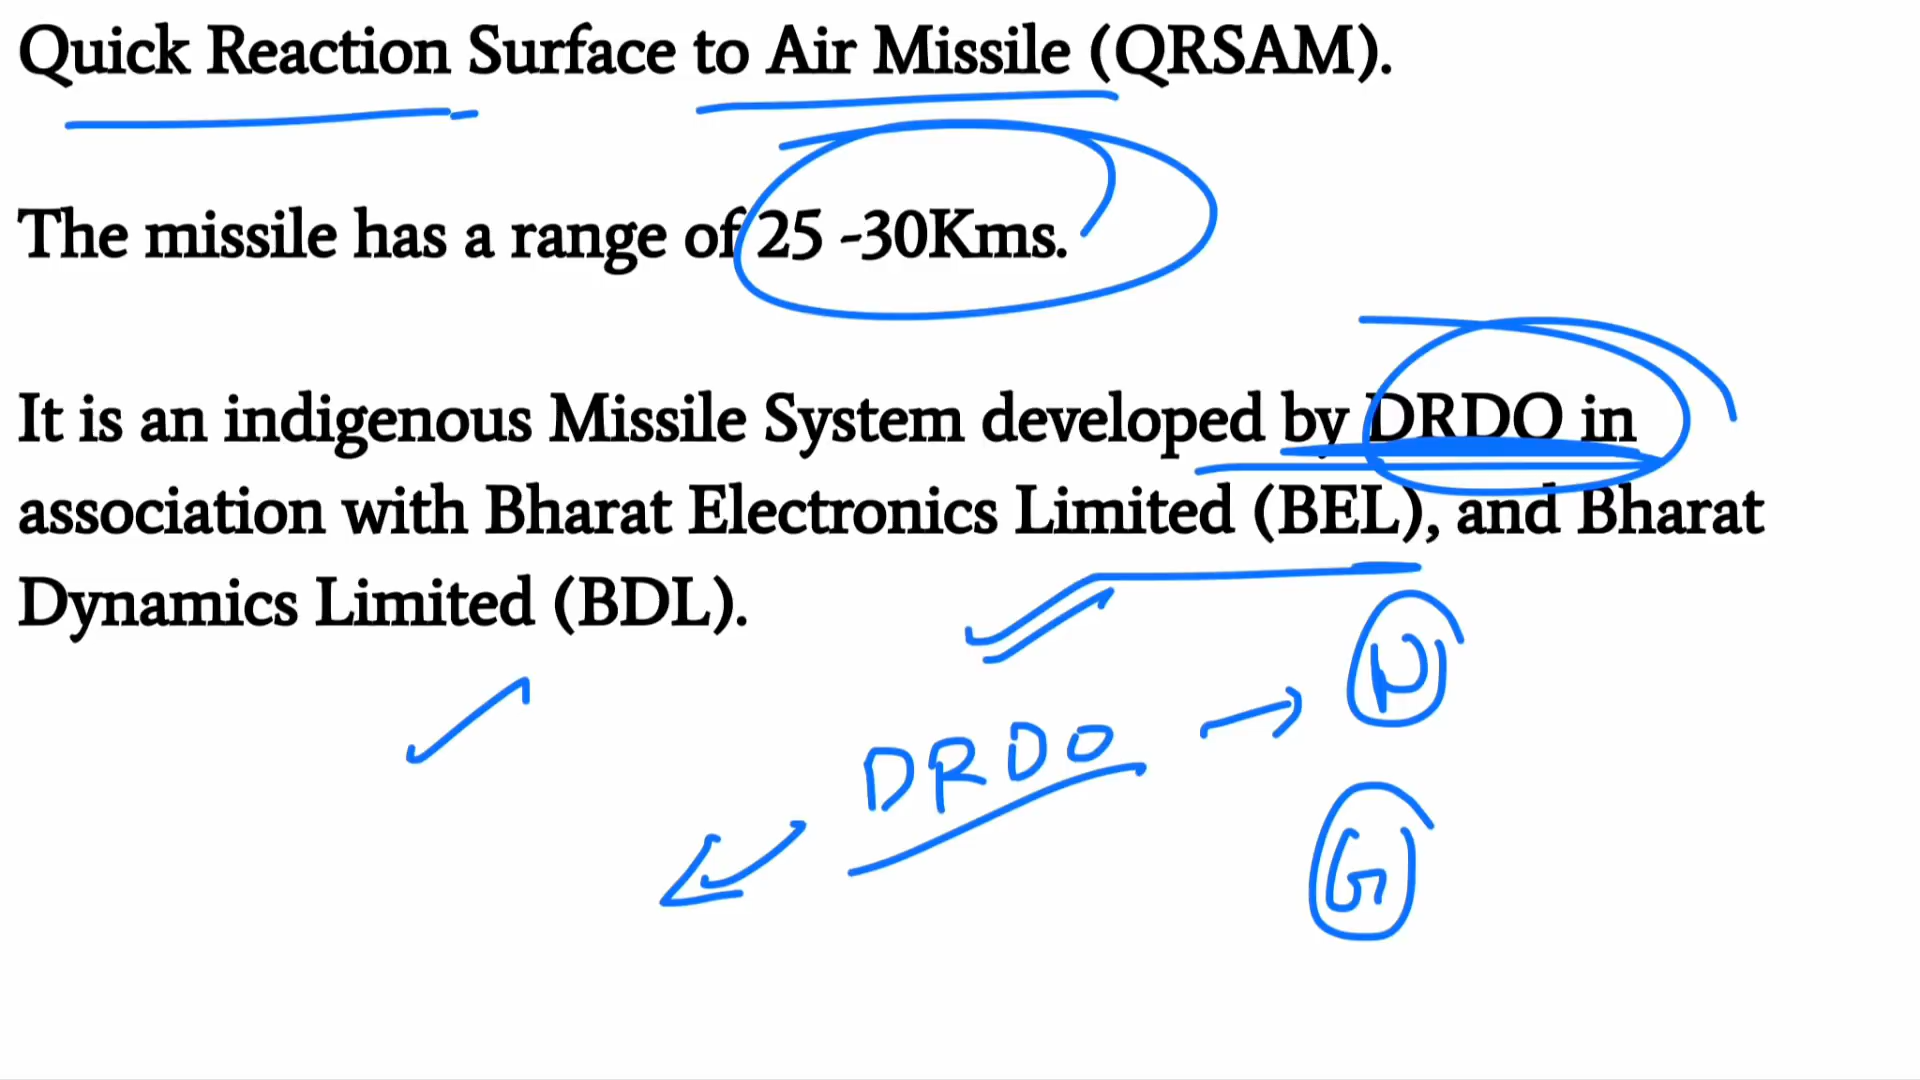 Quick Reaction Surface to Air Missile (QRSAM).
The missile has a range of 25 -30Kms.
It is an indigenous Missile System developed by DRDO in
association with Bharat Electronics Limited (BEL), and Bharat
Dynamics Limited (BDL).
DRDO
G